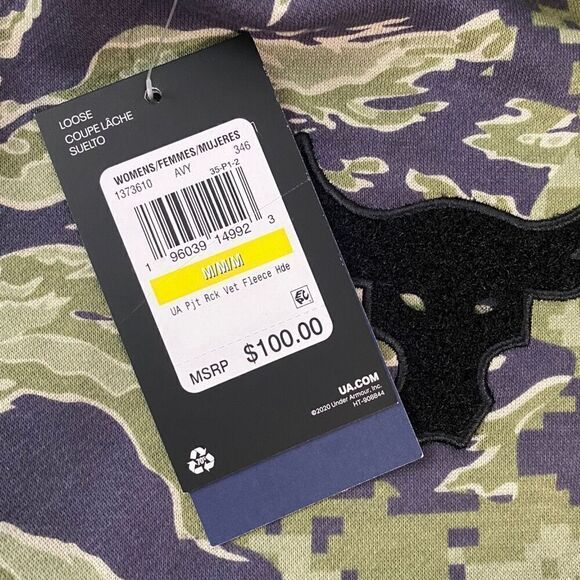 LOOSE
COUPE LÂCHE
SUELTO
WOMENS/FEMMES/MUJERES
1373610 AVY 346
35-P1-2
1 96039 14992 3
M/M/M
UA Pjt Rck Vet Fleece Hde
MSRP $100.00
UA.COM
©2020 Under Armour, Inc.
HT-908844